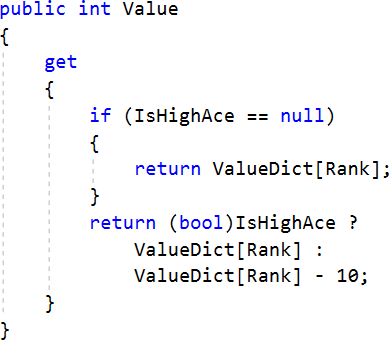 public int Value
{
    get
    {
        if (IsHighAce == null)
        {
            return ValueDict[Rank];
        }
        return (bool)IsHighAce ?
            ValueDict[Rank] :
            ValueDict[Rank] - 10;
    }
}